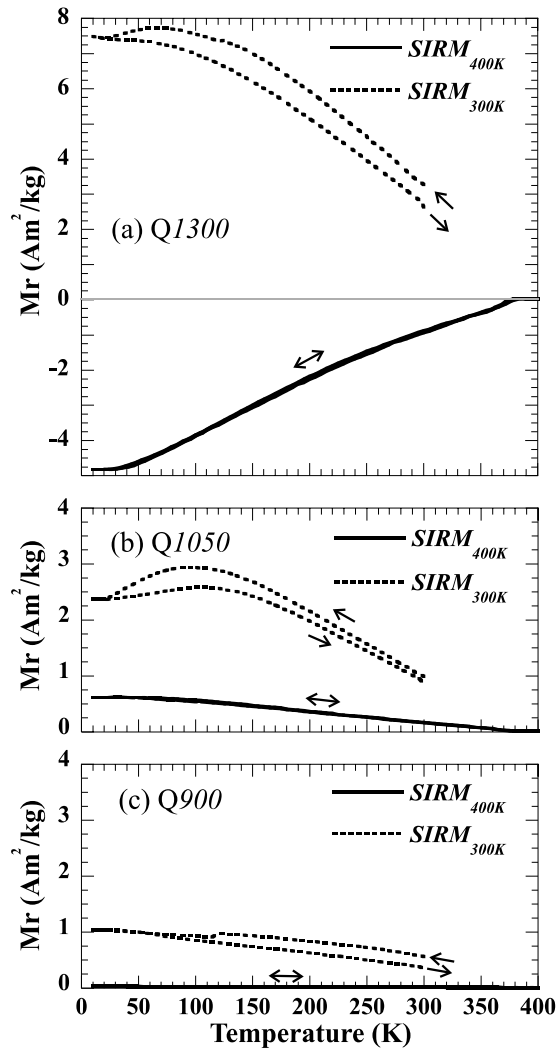 8
6
4
2
0
-2
-4
Mr (Am²/kg)
SIRM400K
SIRM300K
(a) Q1300
4
3
2
1
0
Mr (Am²/kg)
(b) Q1050
SIRM400K
SIRM300K
4
3
2
1
0
Mr (Am²/kg)
(c) Q900
SIRM400K
SIRM300K
0 50 100 150 200 250 300 350 400
Temperature (K)